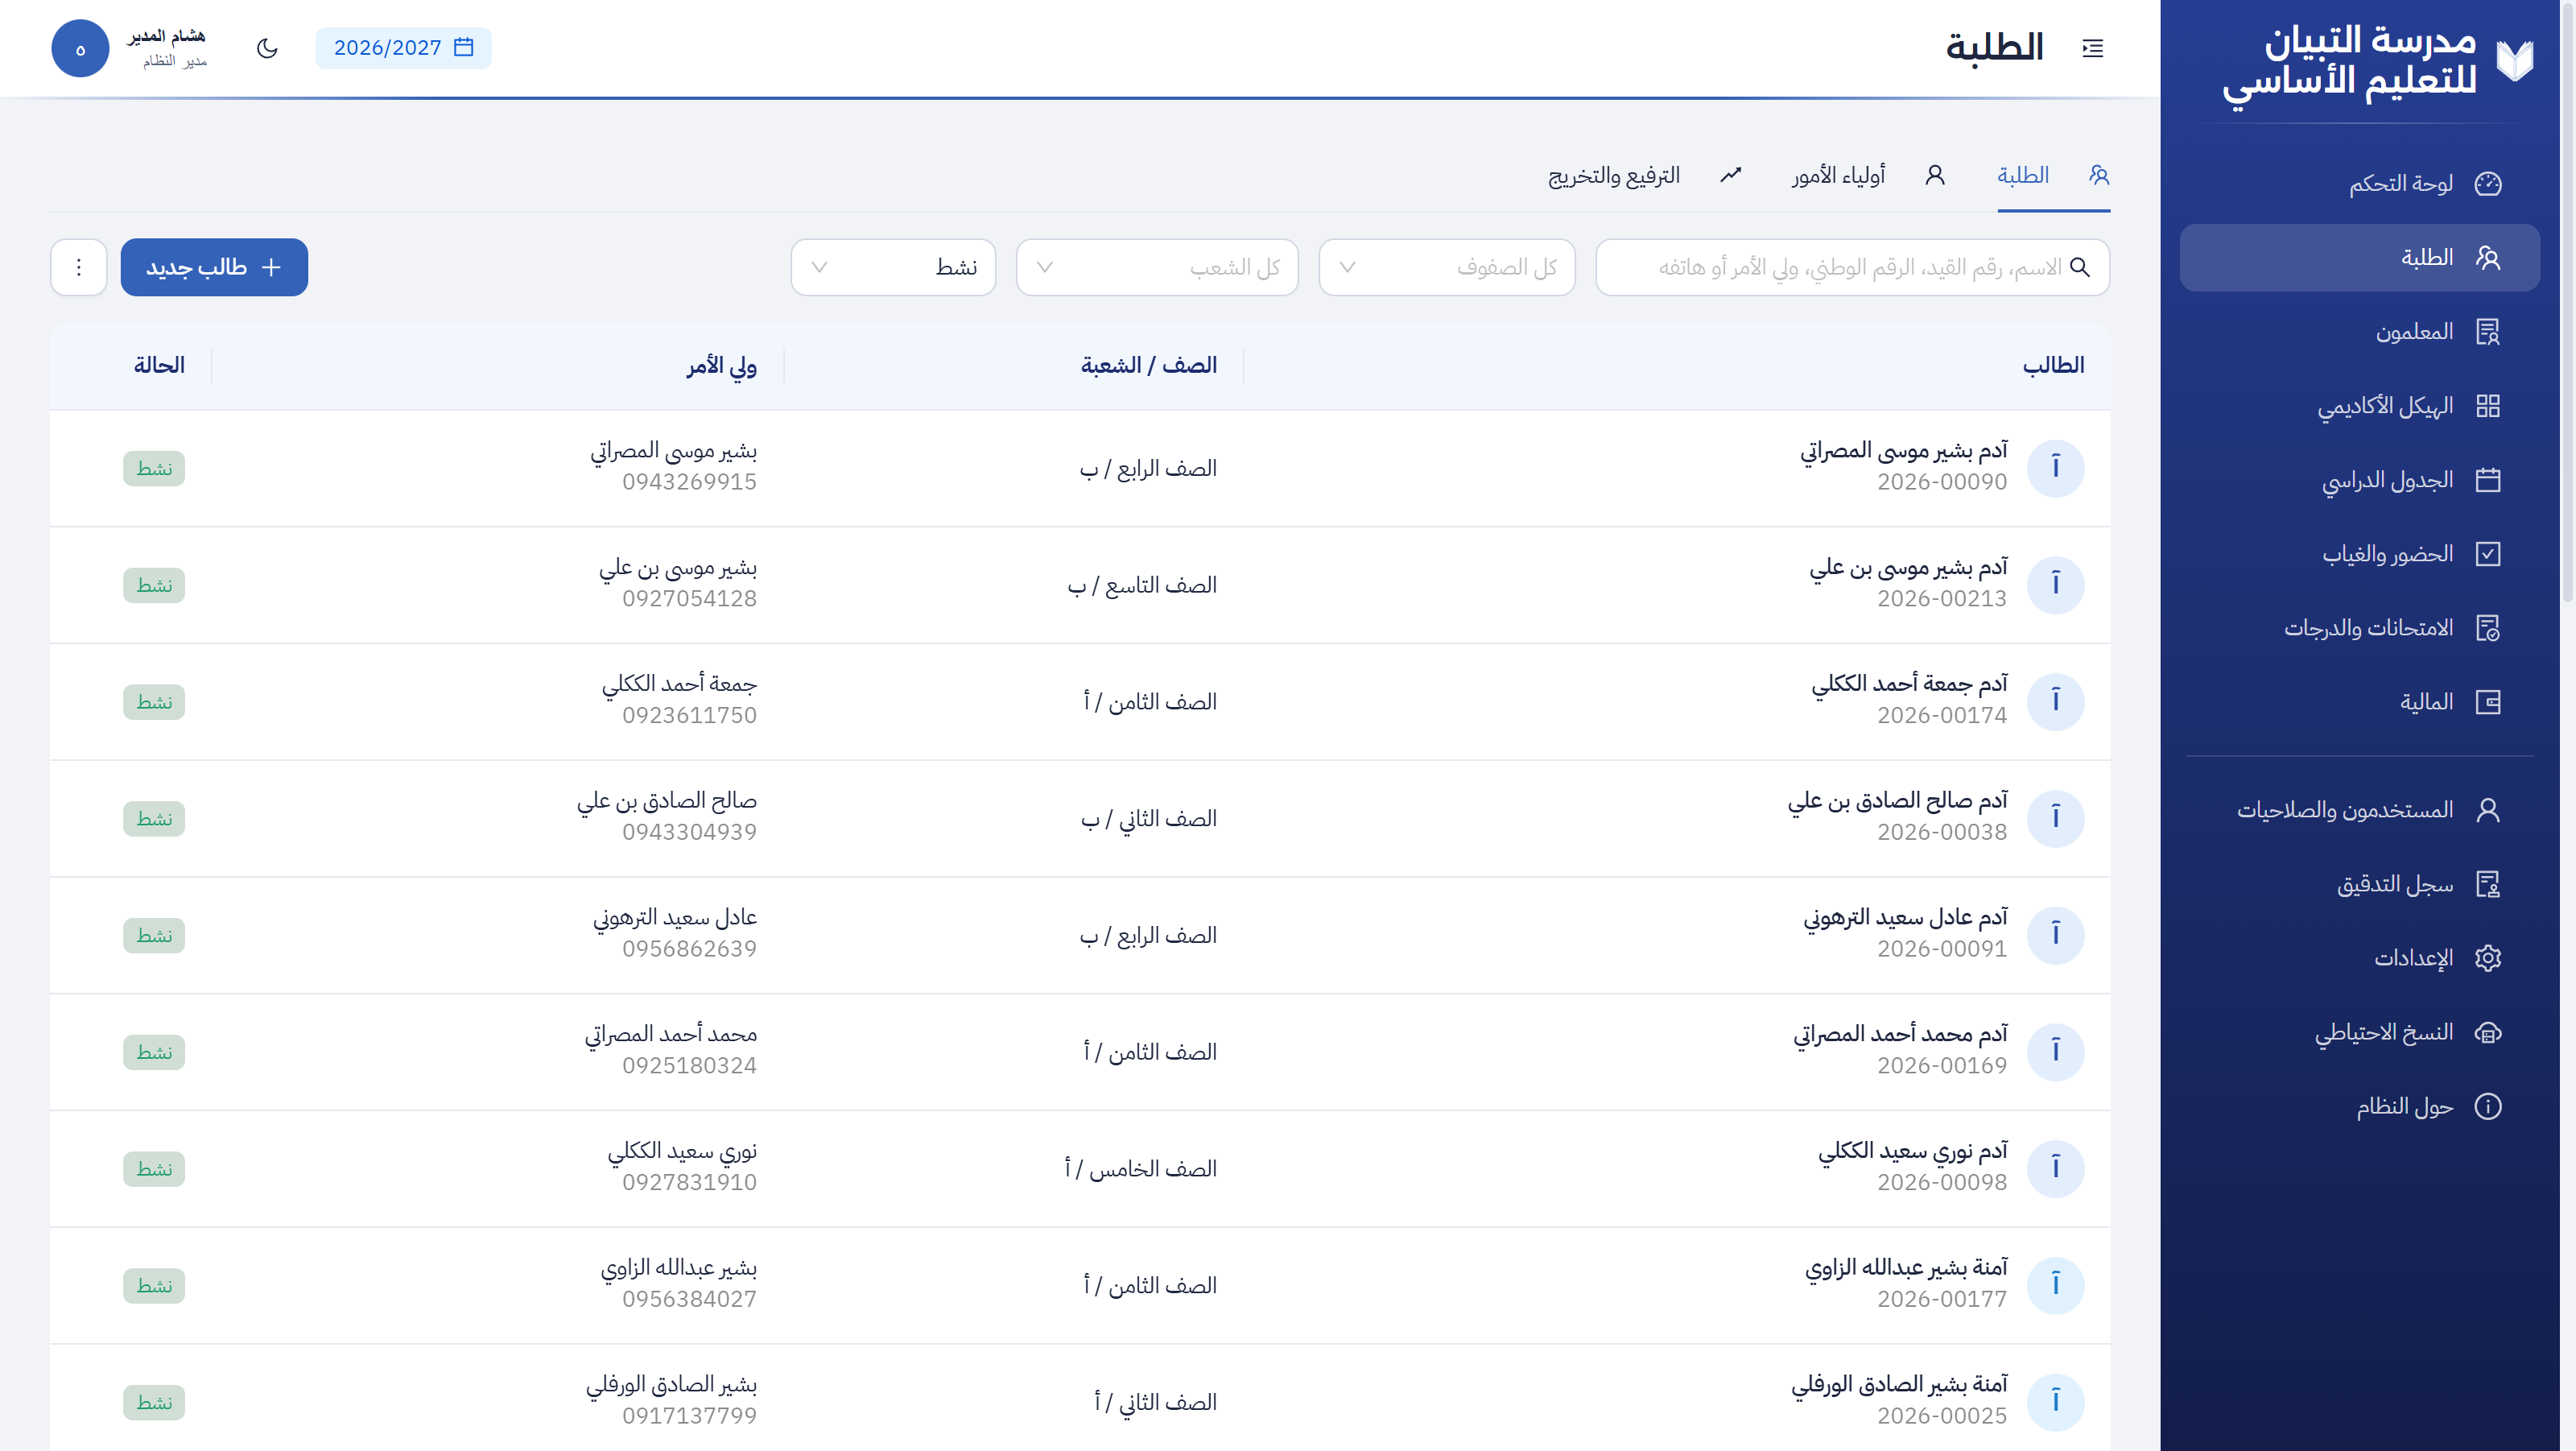 مدرسة التبيان
للتعليم الأساسي
لوحة التحكم
الطلبة
المعلمون
الهيكل الأكاديمي
الجدول الدراسي
الحضور والغياب
الامتحانات والدرجات
المالية
المستخدمون والصلاحيات
سجل التدقيق
الإعدادات
النسخ الاحتياطي
حول النظام
الطلبة
2026/2027
هشام المدير
مدير النظام
ه
الطلبة أولياء الأمور الترفيع والتخريج
الاسم، رقم القيد، الرقم الوطني، ولي الأمر أو هاتفه كل الصفوف كل الشعب نشط طالب جديد
الطالب الصف / الشعبة ولي الأمر الحالة
آ آدم بشير موسى المصراتي الصف الرابع / ب بشير موسى المصراتي نشط
2026-00090 0943269915
آ آدم بشير موسى بن علي الصف التاسع / ب بشير موسى بن علي نشط
2026-00213 0927054128
آ آدم جمعة أحمد الككلي الصف الثامن / أ جمعة أحمد الككلي نشط
2026-00174 0923611750
آ آدم صالح الصادق بن علي الصف الثاني / ب صالح الصادق بن علي نشط
2026-00038 0943304939
آ آدم عادل سعيد الترهوني الصف الرابع / ب عادل سعيد الترهوني نشط
2026-00091 0956862639
آ آدم محمد أحمد المصراتي الصف الثامن / أ محمد أحمد المصراتي نشط
2026-00169 0925180324
آ آدم نوري سعيد الككلي الصف الخامس / أ نوري سعيد الككلي نشط
2026-00098 0927831910
آ آمنة بشير عبدالله الزاوي الصف الثامن / أ بشير عبدالله الزاوي نشط
2026-00177 0956384027
آ آمنة بشير الصادق الورفلي الصف الثاني / أ بشير الصادق الورفلي نشط
2026-00025 0917137799